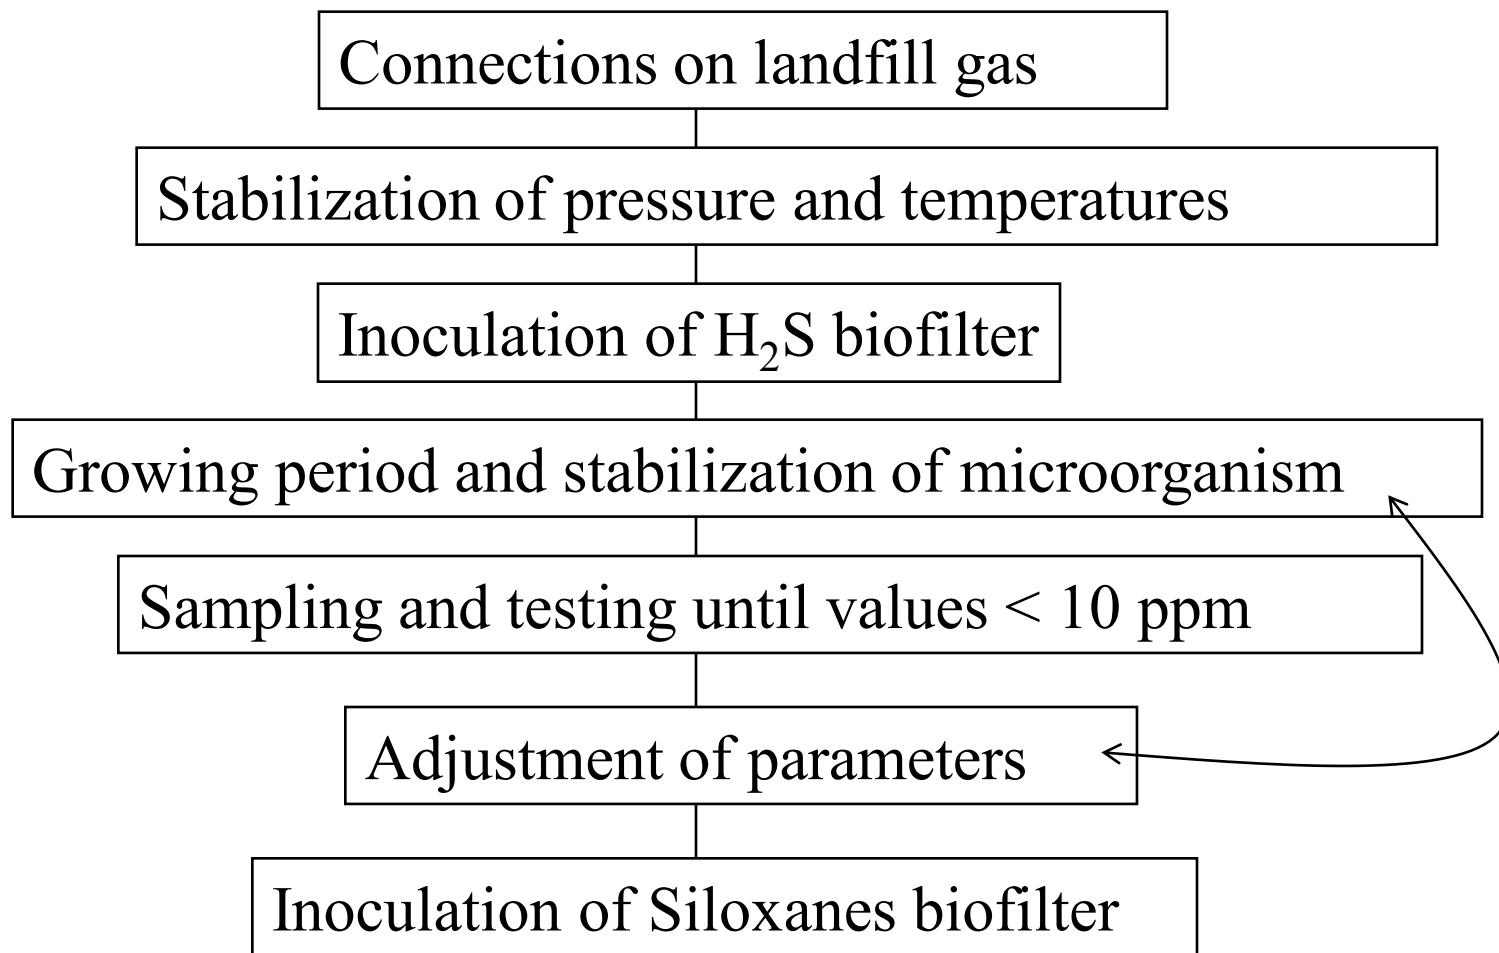 Connections on landfill gas
Stabilization of pressure and temperatures
Inoculation of H₂S biofilter
Growing period and stabilization of microorganism
Sampling and testing until values < 10 ppm
Adjustment of parameters
Inoculation of Siloxanes biofilter